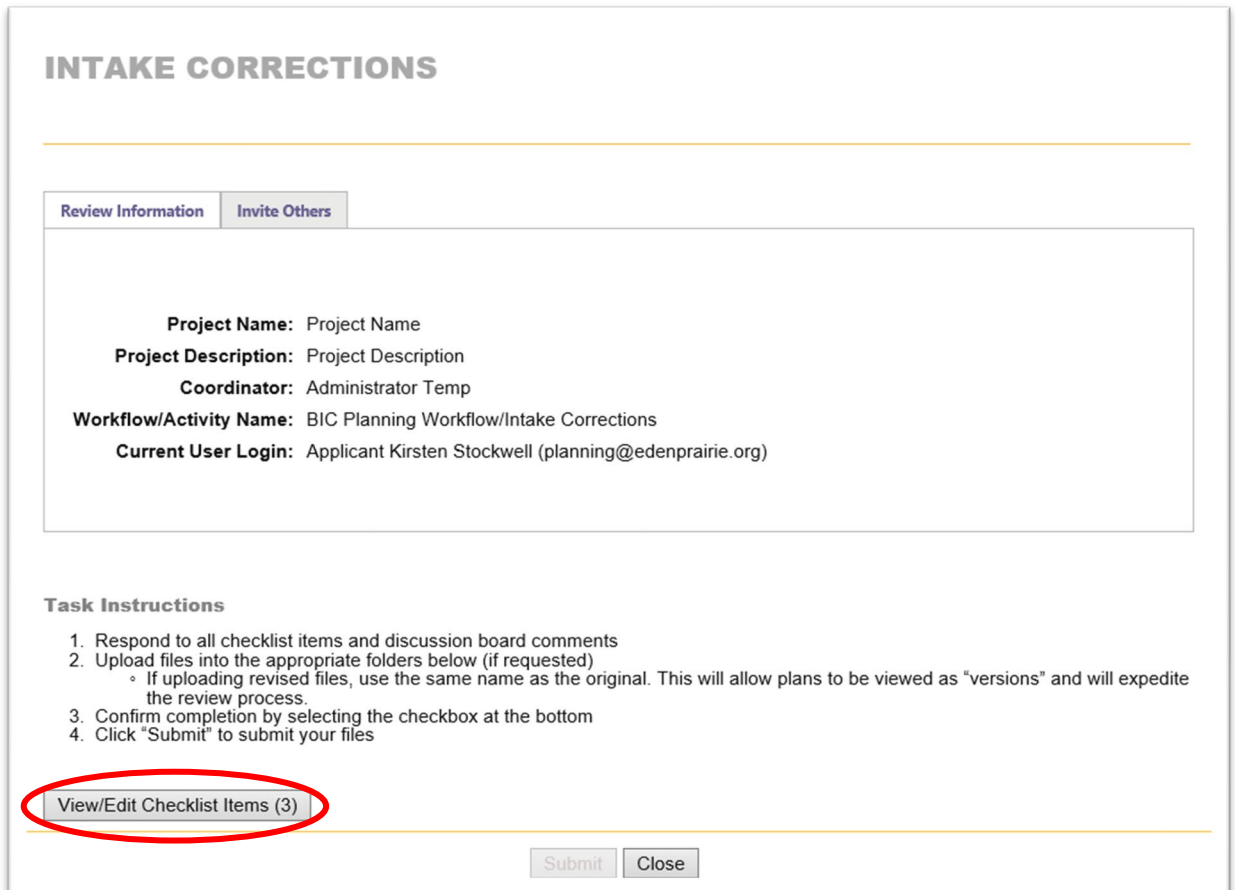 INTAKE CORRECTIONS
Review Information
Invite Others
Project Name: Project Name
Project Description: Project Description
Coordinator: Administrator Temp
Workflow/Activity Name: BIC Planning Workflow/Intake Corrections
Current User Login: Applicant Kirsten Stockwell (planning@edenprairie.org)
Task Instructions
1. Respond to all checklist items and discussion board comments
2. Upload files into the appropriate folders below (if requested)
◦ If uploading revised files, use the same name as the original. This will allow plans to be viewed as “versions” and will expedite
the review process.
3. Confirm completion by selecting the checkbox at the bottom
4. Click “Submit” to submit your files
View/Edit Checklist Items (3)
Submit Close